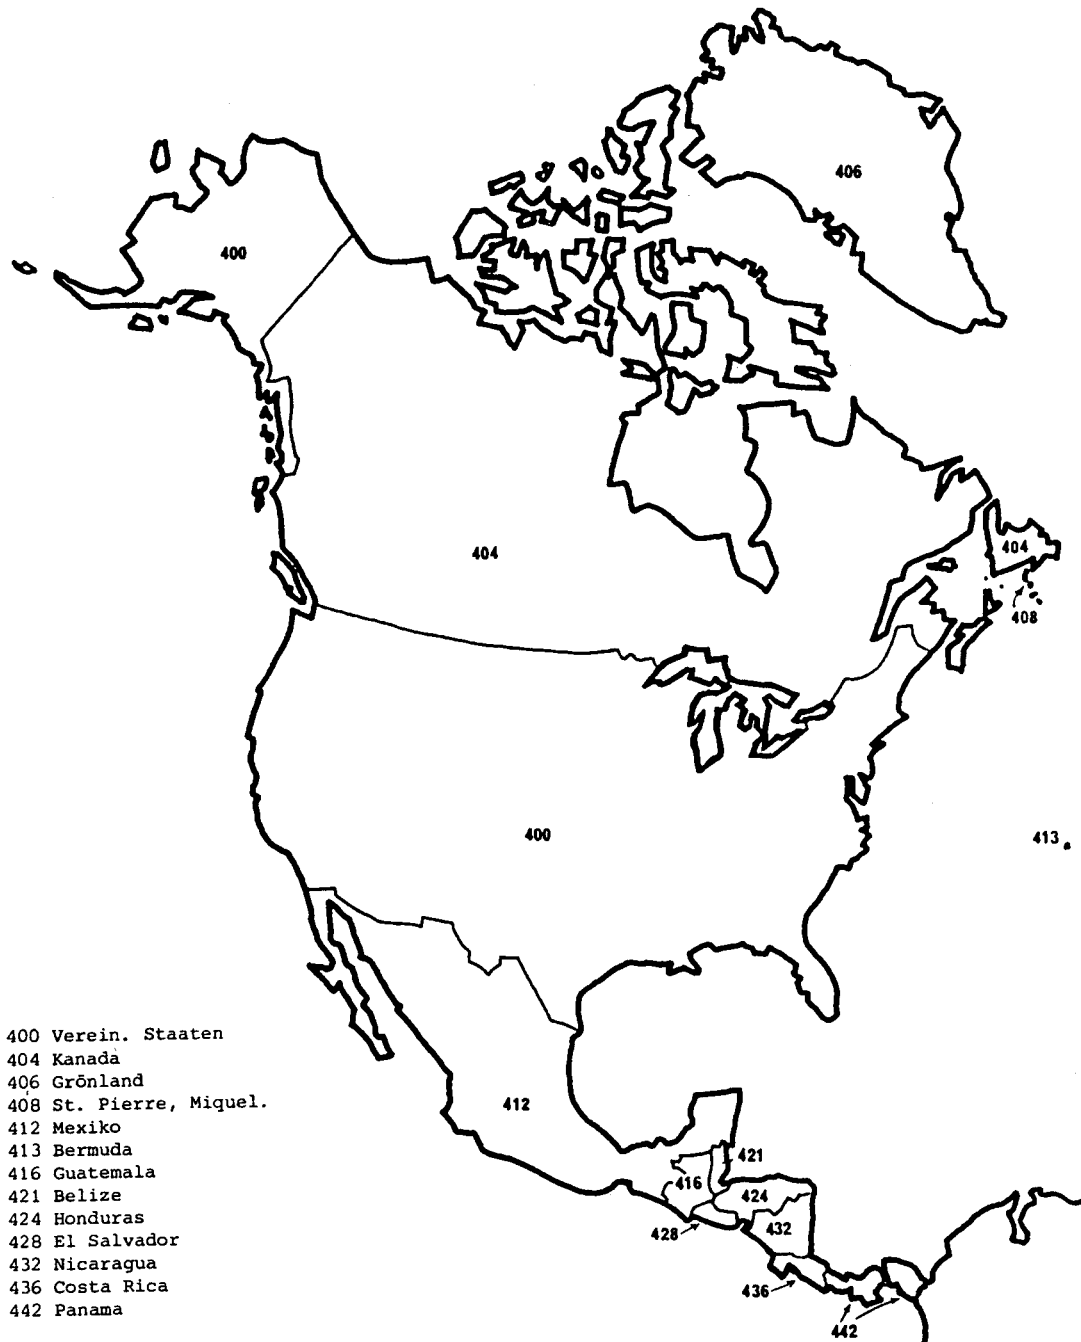 406
400
404
404
408
400
413
412
421
416
424
428
432
436
442
400 Verein. Staaten
404 Kanada
406 Grönland
408 St. Pierre, Miquel.
412 Mexiko
413 Bermuda
416 Guatemala
421 Belize
424 Honduras
428 El Salvador
432 Nicaragua
436 Costa Rica
442 Panama